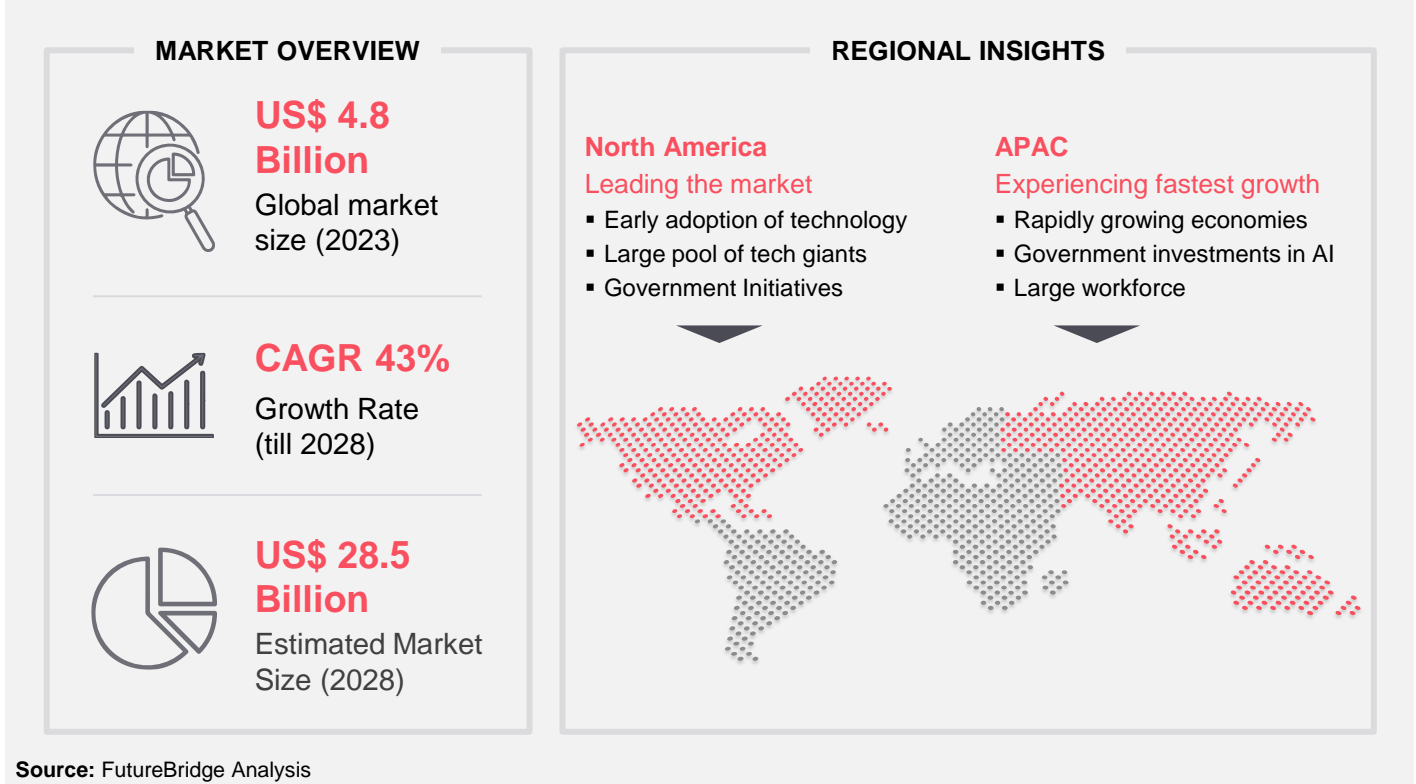 MARKET OVERVIEW
US$ 4.8
Billion
Global market
size (2023)
CAGR 43%
Growth Rate
(till 2028)
US$ 28.5
Billion
Estimated Market
Size (2028)
REGIONAL INSIGHTS
North America
Leading the market
▪ Early adoption of technology
▪ Large pool of tech giants
▪ Government Initiatives
APAC
Experiencing fastest growth
▪ Rapidly growing economies
▪ Government investments in AI
▪ Large workforce
Source: FutureBridge Analysis